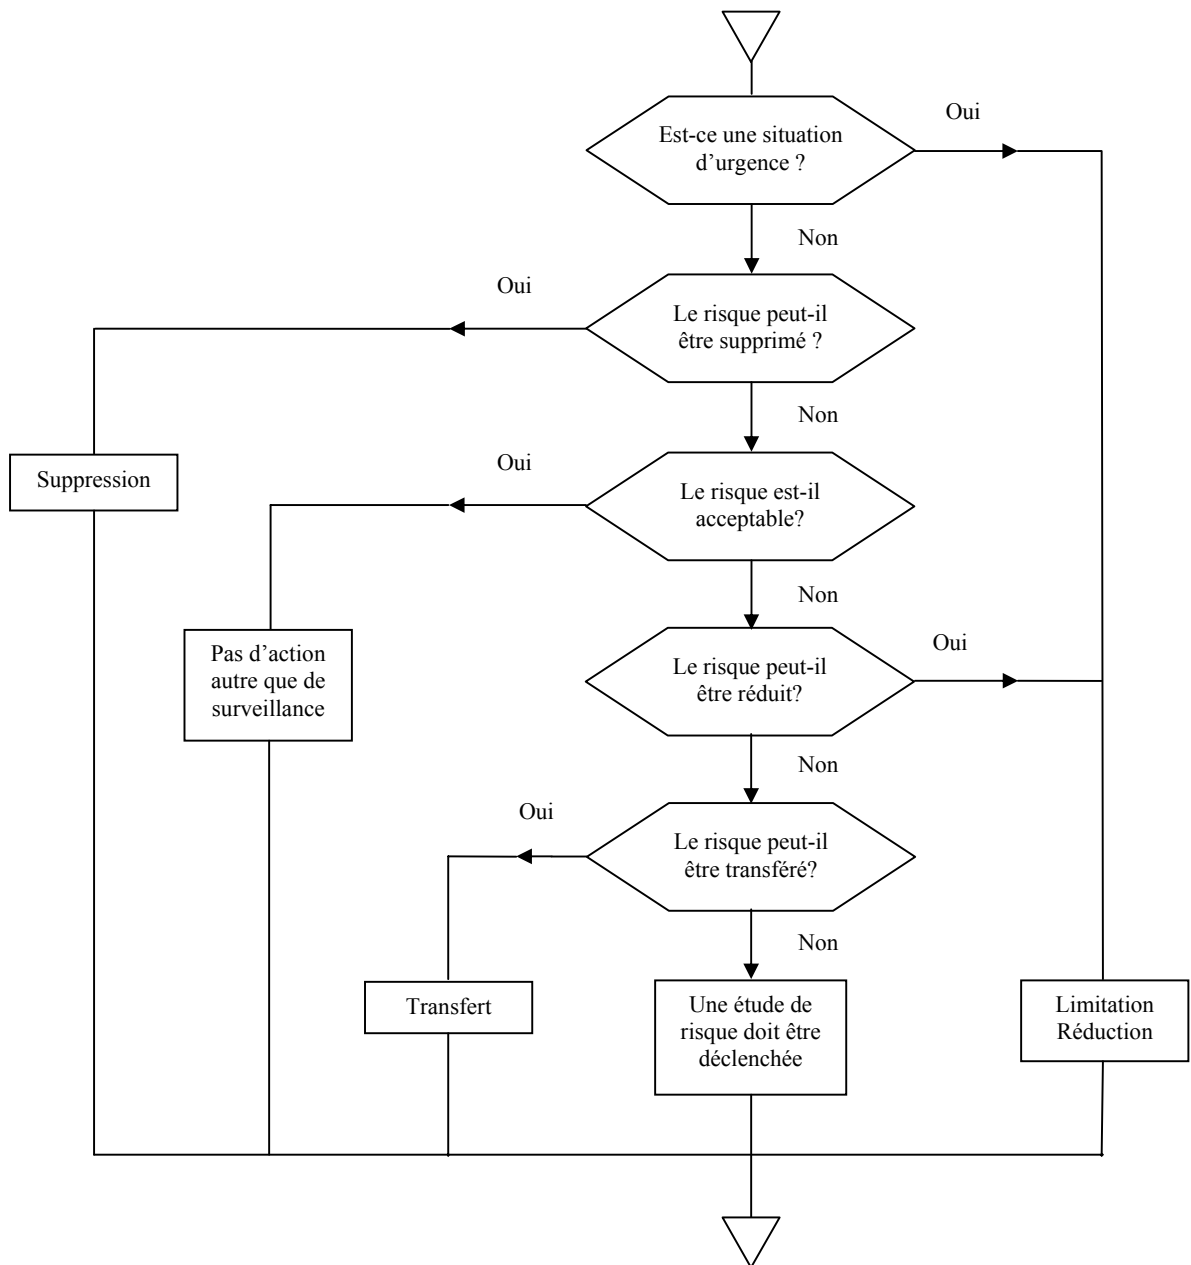 Oui
Est-ce une situation
d’urgence ?
Non
Oui
Le risque peut-il
être supprimé ?
Non
Suppression
Oui
Le risque est-il
acceptable?
Non
Pas d’action
autre que de
surveillance
Le risque peut-il
être réduit?
Oui
Non
Oui
Le risque peut-il
être transféré?
Non
Transfert
Une étude de
risque doit être
déclenchée
Limitation
Réduction